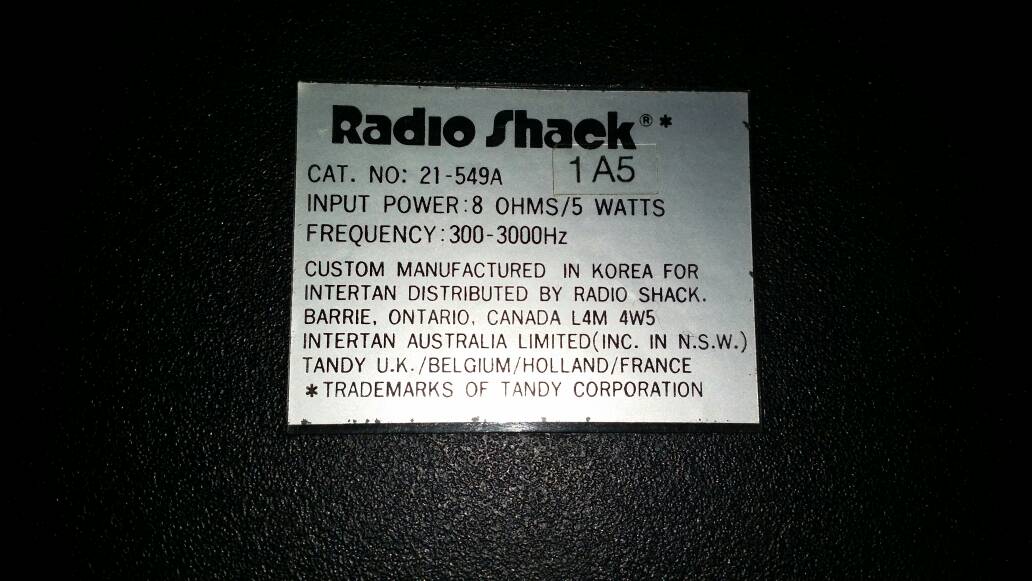 Radio Shack®*
1A5
CAT. NO: 21-549A
INPUT POWER:8 OHMS/5 WATTS
FREQUENCY:300-3000Hz
CUSTOM MANUFACTURED IN KOREA FOR
INTERTAN DISTRIBUTED BY RADIO SHACK.
BARRIE, ONTARIO, CANADA L4M 4W5
INTERTAN AUSTRALIA LIMITED(INC. IN N.S.W.)
TANDY U.K./BELGIUM/HOLLAND/FRANCE
*TRADEMARKS OF TANDY CORPORATION